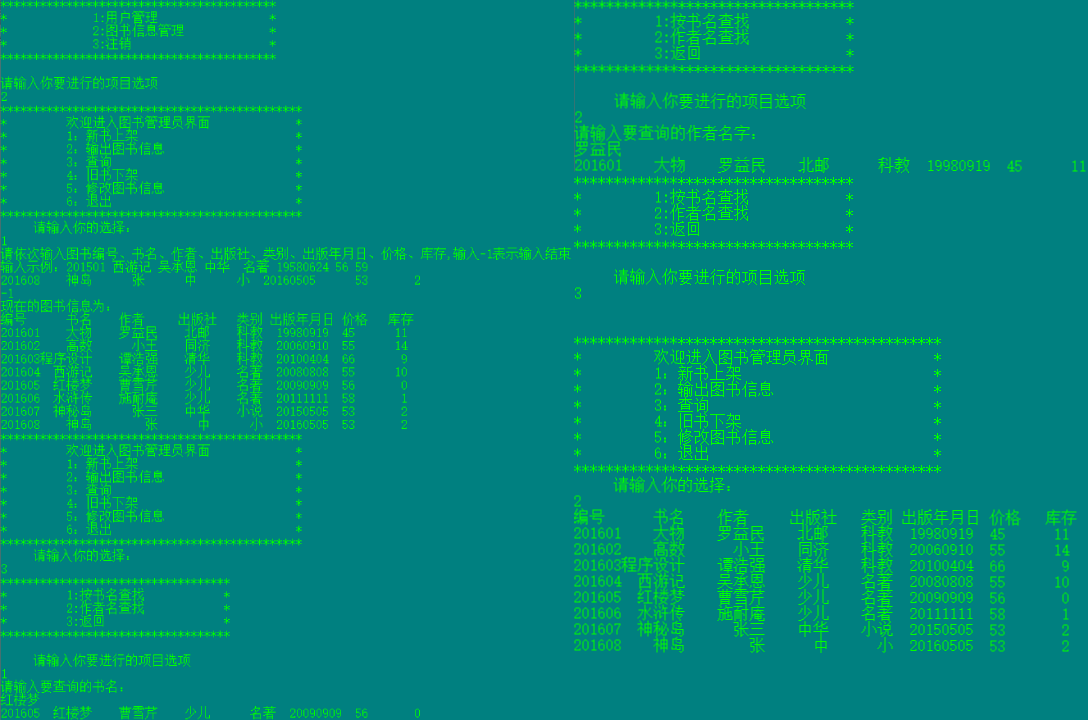 ******************************************
*             1:用户管理                 *
*             2:图书信息管理             *
*             3:注销                     *
******************************************
请输入你要进行的项目选项
2
**********************************************
*         欢迎进入图书管理员界面             *
*         1: 新书上架                        *
*         2: 输出图书信息                    *
*         3: 查询                            *
*         4: 旧书下架                        *
*         5: 修改图书信息                    *
*         6: 退出                            *
**********************************************
请输入你的选择:
1
请依次输入图书编号、书名、作者、出版社、类别、出版年月日、价格、库存,输入-1表示输入结束
输入示例: 201501 西游记 吴承恩 中华 名著 19580624 56 59
201608 神岛 张 中 小 20160505 53 2
-1
现在的图书信息为:
编号 书名 作者 出版社 类别 出版年月日 价格 库存
201601 大物 罗益民 北邮 科教 19980919 45 11
201602 高数 小王 同济 科教 20060910 55 14
201603程序设计 谭浩强 清华 科教 20100404 66 9
201604 西游记 吴承恩 少儿 名著 20080808 55 10
201605 红楼梦 曹雪芹 少儿 名著 20090909 56 0
201606 水浒传 施耐庵 少儿 名著 20111111 58 1
201607 神秘岛 张三 中华 小说 20150505 53 2
201608 神岛 张 中 小 20160505 53 2
**********************************************
*         欢迎进入图书管理员界面             *
*         1: 新书上架                        *
*         2: 输出图书信息                    *
*         3: 查询                            *
*         4: 旧书下架                        *
*         5: 修改图书信息                    *
*         6: 退出                            *
**********************************************
请输入你的选择:
3
***********************************
*         1:按书名查找            *
*         2:作者名查找            *
*         3:返回                  *
***********************************
请输入你要进行的项目选项
1
请输入要查询的书名:
红楼梦
201605 红楼梦 曹雪芹 少儿 名著 20090909 56 0
***********************************
*         1:按书名查找            *
*         2:作者名查找            *
*         3:返回                  *
***********************************
请输入你要进行的项目选项
2
请输入要查询的作者名字:
罗益民
201601 大物 罗益民 北邮 科教 19980919 45 11
***********************************
*         1:按书名查找            *
*         2:作者名查找            *
*         3:返回                  *
***********************************
请输入你要进行的项目选项
3
**********************************************
*         欢迎进入图书管理员界面             *
*         1: 新书上架                        *
*         2: 输出图书信息                    *
*         3: 查询                            *
*         4: 旧书下架                        *
*         5: 修改图书信息                    *
*         6: 退出                            *
**********************************************
请输入你的选择:
2
编号 书名 作者 出版社 类别 出版年月日 价格 库存
201601 大物 罗益民 北邮 科教 19980919 45 11
201602 高数 小王 同济 科教 20060910 55 14
201603程序设计 谭浩强 清华 科教 20100404 66 9
201604 西游记 吴承恩 少儿 名著 20080808 55 10
201605 红楼梦 曹雪芹 少儿 名著 20090909 56 0
201606 水浒传 施耐庵 少儿 名著 20111111 58 1
201607 神秘岛 张三 中华 小说 20150505 53 2
201608 神岛 张 中 小 20160505 53 2